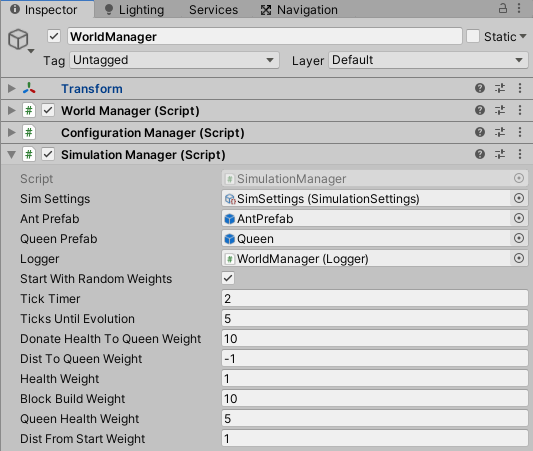 Inspector Lighting Services Navigation
WorldManager Static
Tag Untagged Layer Default
Transform
# World Manager (Script)
# Configuration Manager (Script)
# Simulation Manager (Script)
Script # SimulationManager
Sim Settings SimSettings (SimulationSettings)
Ant Prefab AntPrefab
Queen Prefab Queen
Logger # WorldManager (Logger)
Start With Random Weights
Tick Timer 2
Ticks Until Evolution 5
Donate Health To Queen Weight 10
Dist To Queen Weight -1
Health Weight 1
Block Build Weight 10
Queen Health Weight 5
Dist From Start Weight 1